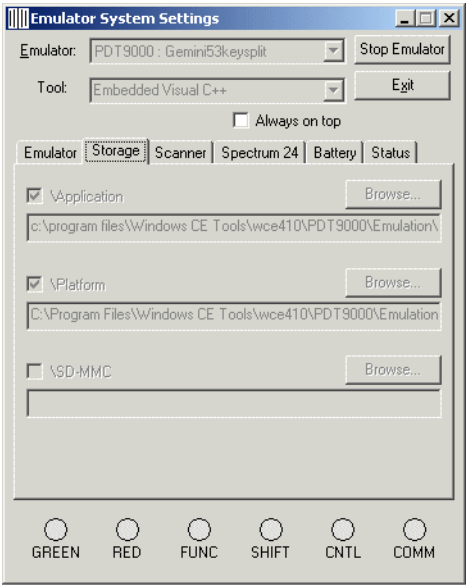 Emulator System Settings
Emulator: PDT9000 : Gemini53keysplit Stop Emulator
Tool: Embedded Visual C++ Exit
Always on top
Emulator Storage Scanner Spectrum 24 Battery Status
\Application Browse...
c:\program files\Windows CE Tools\wce410\PDT9000\Emulation\
\Platform Browse...
C:\Program Files\Windows CE Tools\wce410\PDT9000\Emulation
\SD-MMC Browse...
GREEN RED FUNC SHIFT CNTL COMM